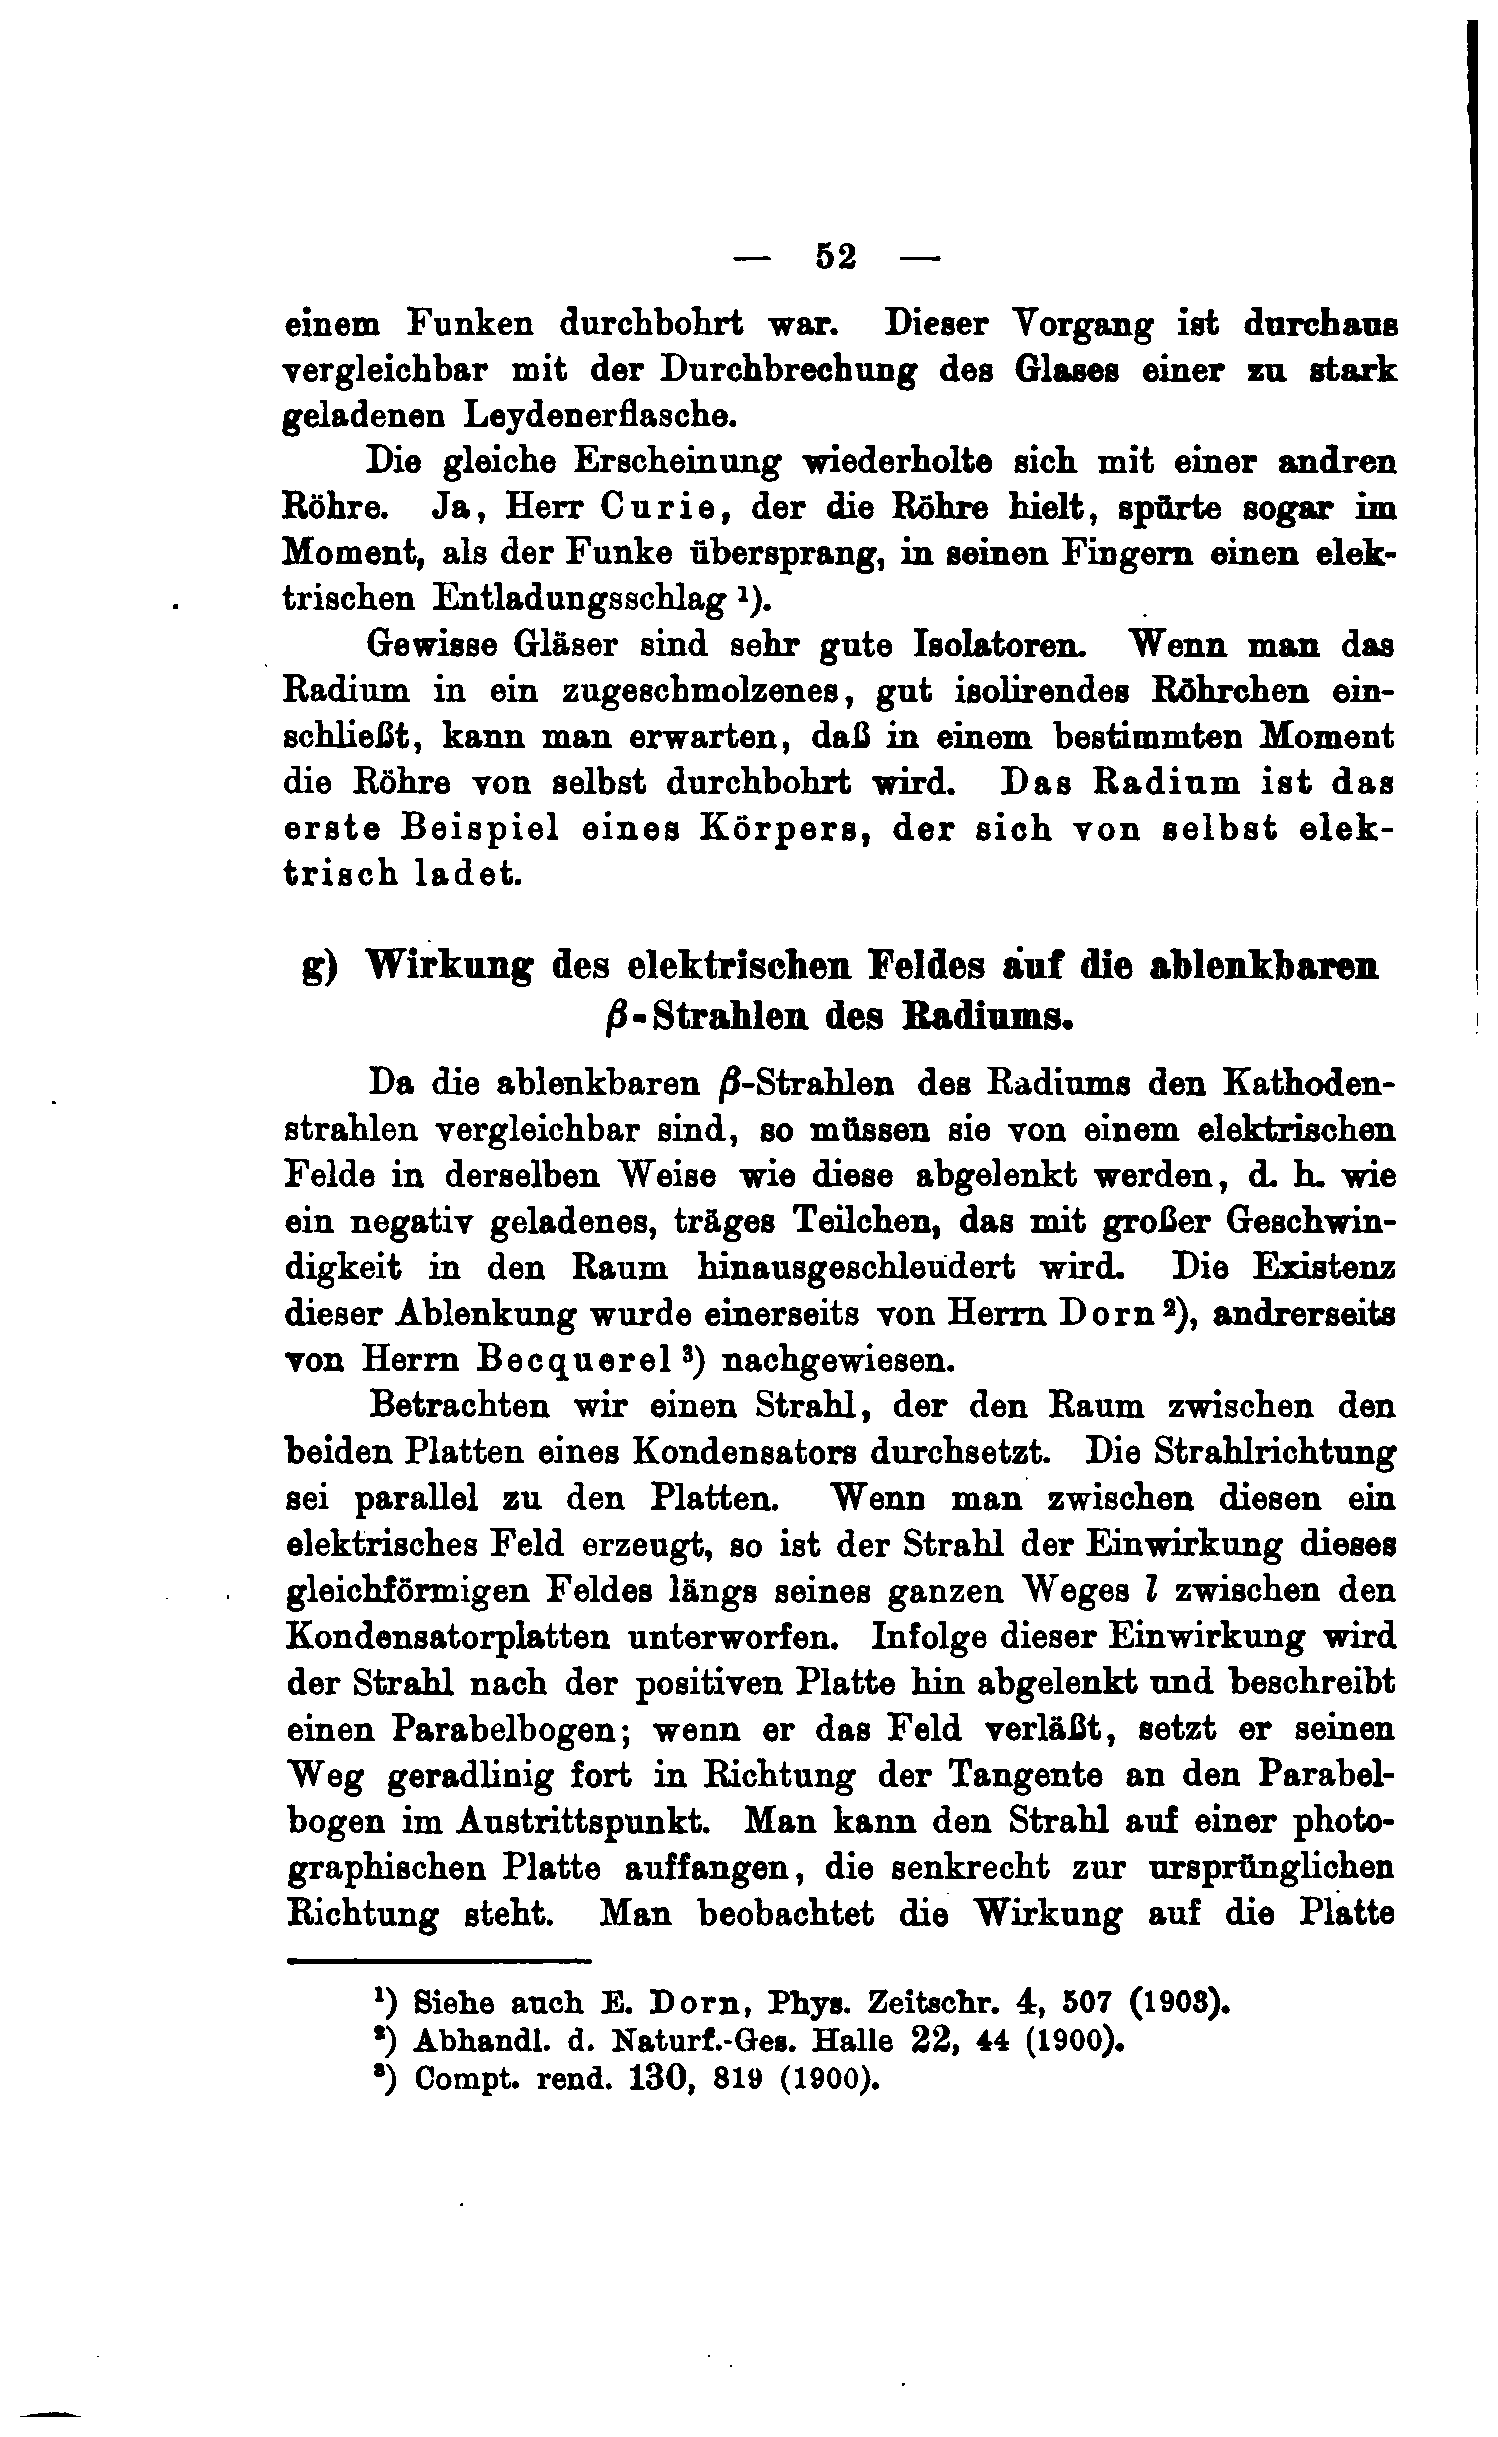 — 52 —
einem Funken durchbohrt war. Dieser Vorgang ist durchaus
vergleichbar mit der Durchbrechung des Glases einer zu stark
geladenen Leydenerflasche.
Die gleiche Erscheinung wiederholte sich mit einer andren
Röhre. Ja, Herr Curie, der die Röhre hielt, spürte sogar im
Moment, als der Funke übersprang, in seinen Fingern einen elek-
trischen Entladungsschlag ¹).
Gewisse Gläser sind sehr gute Isolatoren. Wenn man das
Radium in ein zugeschmolzenes, gut isolirendes Röhrchen ein-
schließt, kann man erwarten, daß in einem bestimmten Moment
die Röhre von selbst durchbohrt wird. Das Radium ist das
erste Beispiel eines Körpers, der sich von selbst elek-
trisch ladet.
g) Wirkung des elektrischen Feldes auf die ablenkbaren
β-Strahlen des Radiums.
Da die ablenkbaren β-Strahlen des Radiums den Kathoden-
strahlen vergleichbar sind, so müssen sie von einem elektrischen
Felde in derselben Weise wie diese abgelenkt werden, d. h. wie
ein negativ geladenes, träges Teilchen, das mit großer Geschwin-
digkeit in den Raum hinausgeschleudert wird. Die Existenz
dieser Ablenkung wurde einerseits von Herrn Dorn ²), andrerseits
von Herrn Becquerel ³) nachgewiesen.
Betrachten wir einen Strahl, der den Raum zwischen den
beiden Platten eines Kondensators durchsetzt. Die Strahlrichtung
sei parallel zu den Platten. Wenn man zwischen diesen ein
elektrisches Feld erzeugt, so ist der Strahl der Einwirkung dieses
gleichförmigen Feldes längs seines ganzen Weges l zwischen den
Kondensatorplatten unterworfen. Infolge dieser Einwirkung wird
der Strahl nach der positiven Platte hin abgelenkt und beschreibt
einen Parabelbogen; wenn er das Feld verläßt, setzt er seinen
Weg geradlinig fort in Richtung der Tangente an den Parabel-
bogen im Austrittspunkt. Man kann den Strahl auf einer photo-
graphischen Platte auffangen, die senkrecht zur ursprünglichen
Richtung steht. Man beobachtet die Wirkung auf die Platte
¹) Siehe auch E. Dorn, Phys. Zeitschr. 4, 507 (1903).
²) Abhandl. d. Naturf.-Ges. Halle 22, 44 (1900).
³) Compt. rend. 130, 819 (1900).